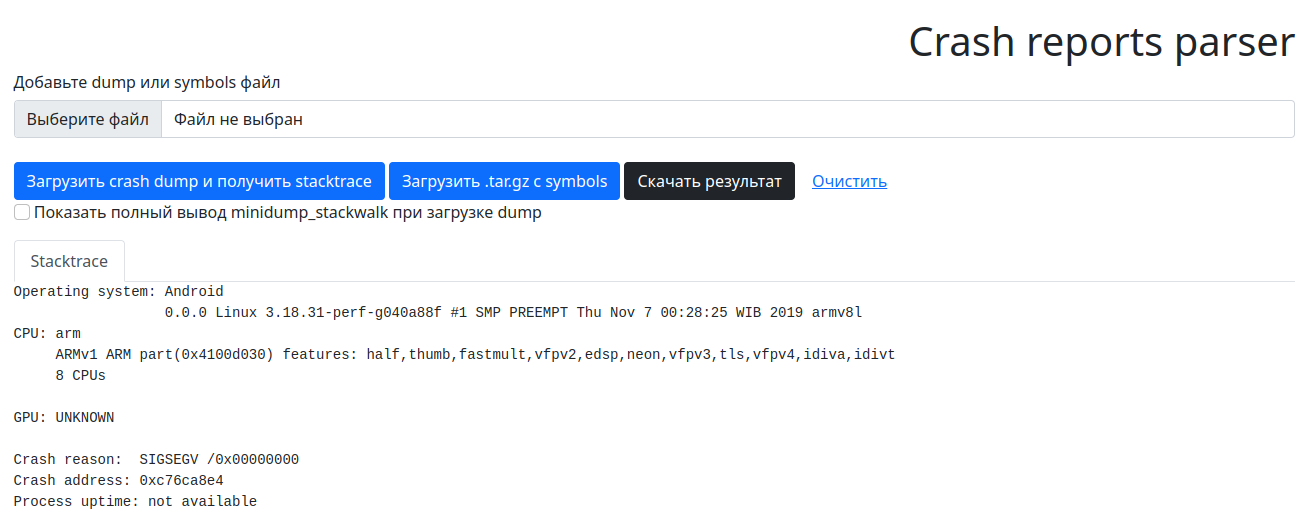 Crash reports parser
Добавьте dump или symbols файл
Выберите файл Файл не выбран
Загрузить crash dump и получить stacktrace Загрузить .tar.gz с symbols Скачать результат Очистить
Показать полный вывод minidump_stackwalk при загрузке dump
Stacktrace
Operating system: Android
0.0.0 Linux 3.18.31-perf-g040a88f #1 SMP PREEMPT Thu Nov 7 00:28:25 WIB 2019 armv8l
CPU: arm
ARMv1 ARM part(0x4100d030) features: half,thumb,fastmult,vfpv2,edsp,neon,vfpv3,tls,vfpv4,idiva,idivt
8 CPUs
GPU: UNKNOWN
Crash reason: SIGSEGV /0x00000000
Crash address: 0xc76ca8e4
Process uptime: not available